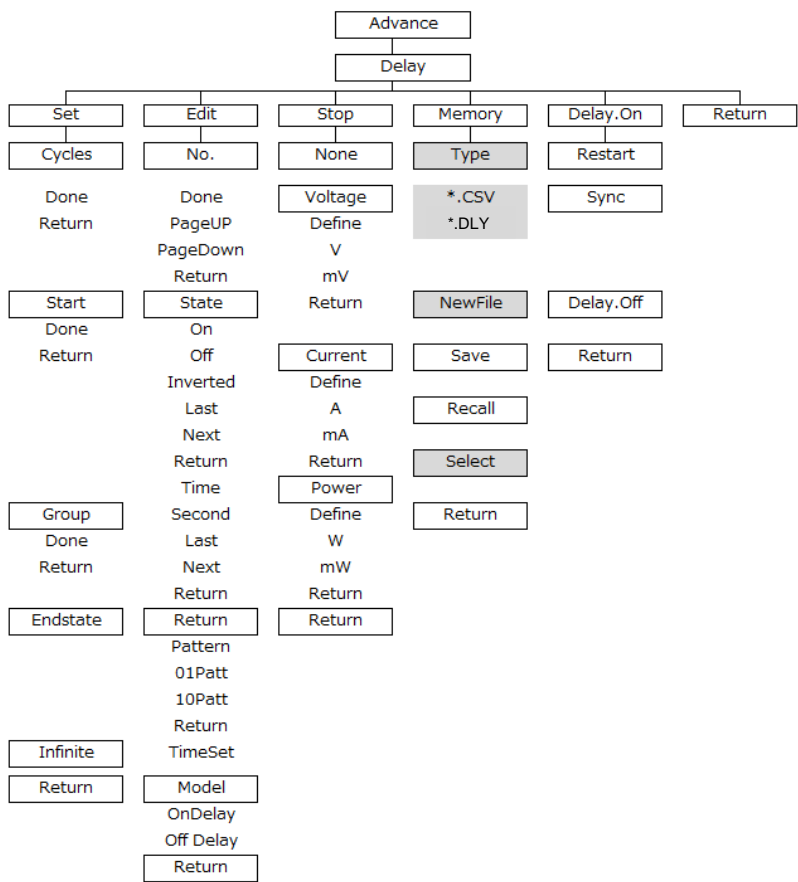 Advance
Delay
Set Edit Stop Memory Delay.On Return
Cycles No. None Type Restart
Done Done Voltage *.CSV Sync
Return PageUP Define *.DLY
PageDown V
Return mV
Start State Return NewFile Delay.Off
Done On
Return Off Current Save Return
Inverted Define
Last A Recall
Next mA
Return Return Select
Time Power
Group Second Define Return
Done Last W
Return Next mW
Return Return
Endstate Return Return
Pattern
01Patt
10Patt
Return
Infinite TimeSet
Return Model
OnDelay
Off Delay
Return